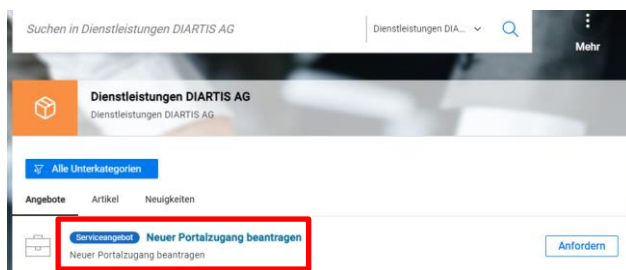 Suchen in Dienstleistungen DIARTIS AG
Dienstleistungen DIA...
Mehr
Dienstleistungen DIARTIS AG
Dienstleistungen DIARTIS AG
Alle Unterkategorien
Angebote Artikel Neuigkeiten
Serviceangebot Neuer Portalzugang beantragen
Neuer Portalzugang beantragen
Anfordern